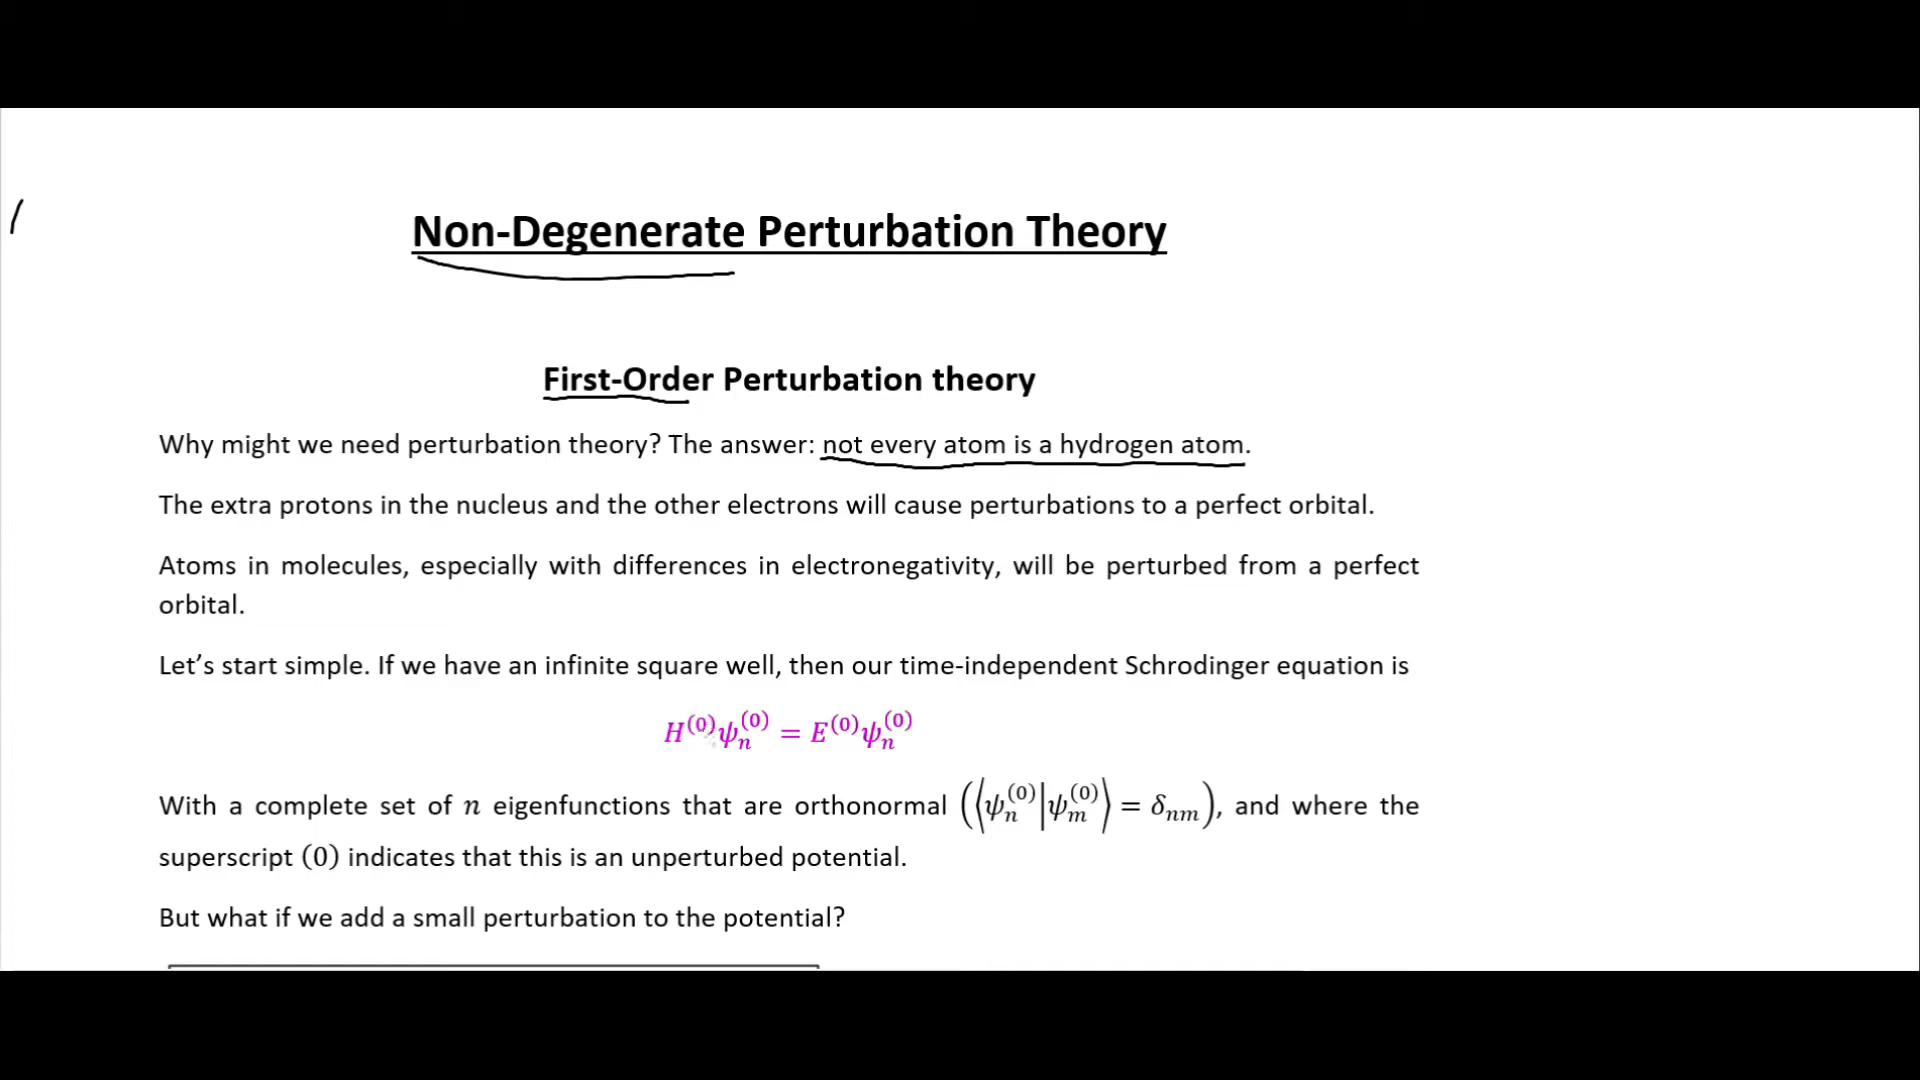 Non-Degenerate Perturbation Theory
First-Order Perturbation theory
Why might we need perturbation theory? The answer: not every atom is a hydrogen atom.
The extra protons in the nucleus and the other electrons will cause perturbations to a perfect orbital.
Atoms in molecules, especially with differences in electronegativity, will be perturbed from a perfect
orbital.
Let’s start simple. If we have an infinite square well, then our time-independent Schrodinger equation is
H⁽⁰⁾ψₙ⁽⁰⁾ = E⁽⁰⁾ψₙ⁽⁰⁾
With a complete set of n eigenfunctions that are orthonormal (⟨ψₙ⁽⁰⁾|ψₘ⁽⁰⁾⟩ = δₙₘ), and where the
superscript (0) indicates that this is an unperturbed potential.
But what if we add a small perturbation to the potential?